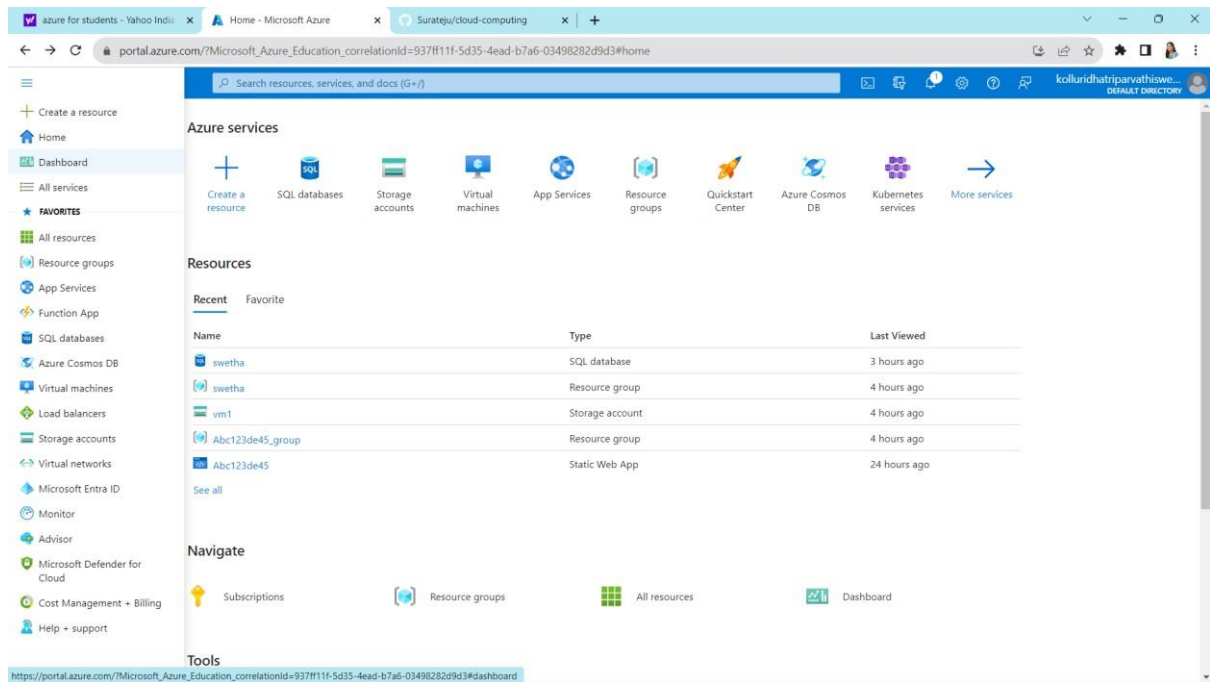 azure for students - Yahoo India
Home - Microsoft Azure
Surateju/cloud-computing
portal.azure.com/?Microsoft_Azure_Education_correlationId=937ff11f-5d35-4ead-b7a6-03498282d9d3#home
Search resources, services, and docs (G+/)
1
kolluridhatriparvathiswe...
DEFAULT DIRECTORY
Create a resource
Home
Dashboard
All services
FAVORITES
All resources
Resource groups
App Services
Function App
SQL databases
Azure Cosmos DB
Virtual machines
Load balancers
Storage accounts
Virtual networks
Microsoft Entra ID
Monitor
Advisor
Microsoft Defender for
Cloud
Cost Management + Billing
Help + support
Azure services
Create a
resource
SQL
SQL databases
Storage
accounts
Virtual
machines
App Services
Resource
groups
Quickstart
Center
Azure Cosmos
DB
Kubernetes
services
More services
Resources
Recent Favorite
Name Type Last Viewed
swetha SQL database 3 hours ago
swetha Resource group 4 hours ago
vm1 Storage account 4 hours ago
Abc123de45_group Resource group 4 hours ago
Abc123de45 Static Web App 24 hours ago
See all
Navigate
Subscriptions Resource groups All resources Dashboard
Tools
https://portal.azure.com/?Microsoft_Azure_Education_correlationId=937ff11f-5d35-4ead-b7a6-03498282d9d3#dashboard